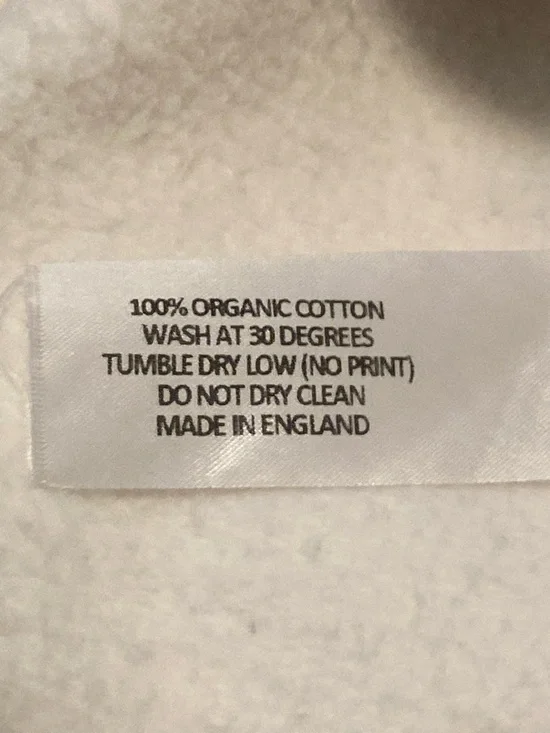 100% ORGANIC COTTON
WASH AT 30 DEGREES
TUMBLE DRY LOW (NO PRINT)
DO NOT DRY CLEAN
MADE IN ENGLAND